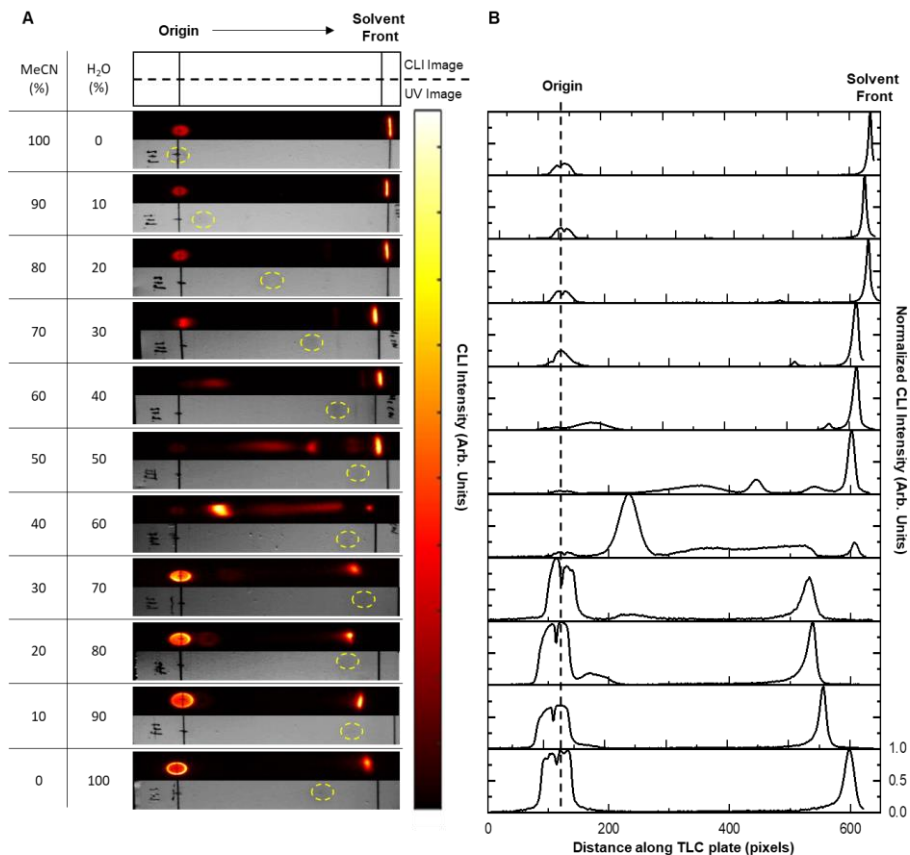 A
Origin
Solvent
Front
MeCN
(%)
H₂O
(%)
CLI Image
UV Image
100 0
90 10
80 20
70 30
60 40
50 50
40 60
30 70
20 80
10 90
0 100
CLI Intensity (Arb. Units)
B
Origin
Solvent
Front
Normalized CLI Intensity (Arb. Units)
1.0
0.5
0.0
0 200 400 600
Distance along TLC plate (pixels)